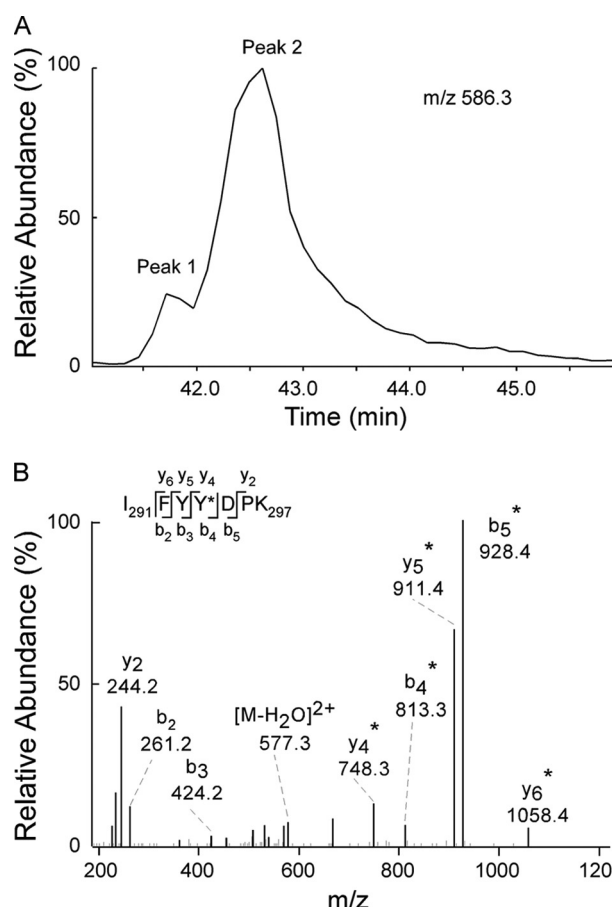 A
Relative Abundance (%)
100
50
0
Peak 1
Peak 2
m/z 586.3
42.0 43.0 44.0 45.0
Time (min)
B
Relative Abundance (%)
100
50
0
y6 y5 y4 y2
I291FYY*DPK297
b2 b3 b4 b5
y2
244.2
b2
261.2
b3
424.2
[M-H2O]2+
577.3
y4*
748.3
y5*
911.4
b4*
813.3
b5*
928.4
y6*
1058.4
200 400 600 800 1000 120
m/z